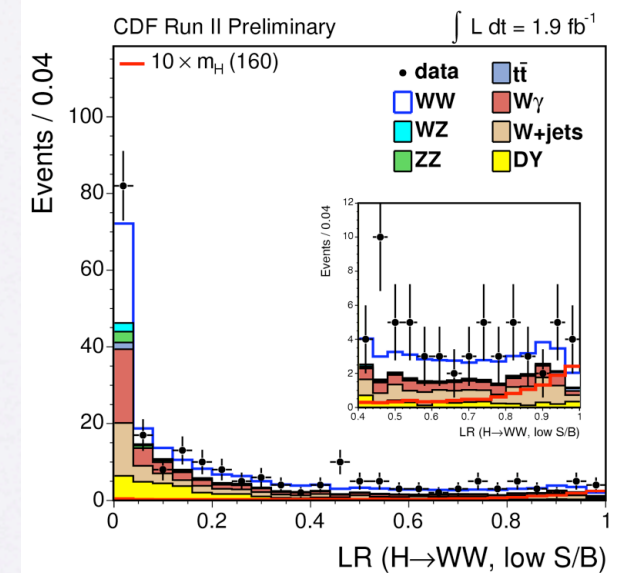 CDF Run II Preliminary
∫ L dt = 1.9 fb⁻¹
10 × m_H (160)
data
WW
WZ
ZZ
tt̄
Wγ
W+jets
DY
Events / 0.04
100
80
60
40
20
0
0
0.2
0.4
0.6
0.8
1
LR (H→WW, low S/B)
Events / 0.04
12
10
8
6
4
2
0
0.4
0.5
0.6
0.7
0.8
0.9
1
LR (H→WW, low S/B)